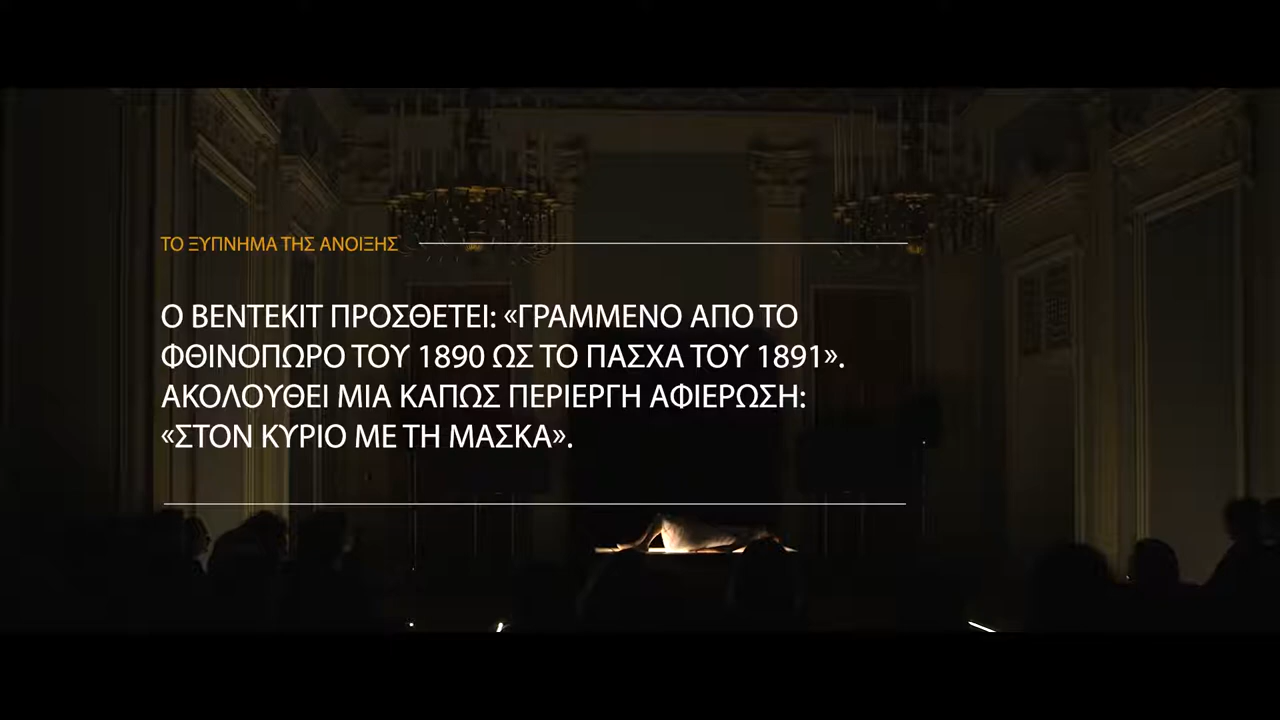 ΤΟ ΞΥΠΝΗΜΑ ΤΗΣ ΑΝΟΙΞΗΣ
Ο ΒΕΝΤΕΚΙΤ ΠΡΟΣΘΕΤΕΙ: «ΓΡΑΜΜΕΝΟ ΑΠΟ ΤΟ
ΦΘΙΝΟΠΩΡΟ ΤΟΥ 1890 ΩΣ ΤΟ ΠΑΣΧΑ ΤΟΥ 1891».
ΑΚΟΛΟΥΘΕΙ ΜΙΑ ΚΑΠΩΣ ΠΕΡΙΕΡΓΗ ΑΦΙΕΡΩΣΗ:
«ΣΤΟΝ ΚΥΡΙΟ ΜΕ ΤΗ ΜΑΣΚΑ».